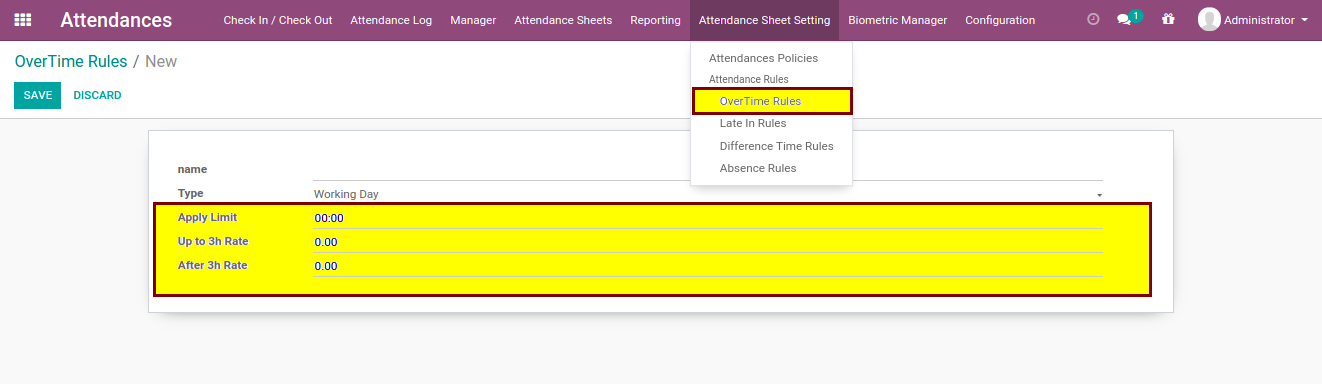 Attendances Check In / Check Out Attendance Log Manager Attendance Sheets Reporting Attendance Sheet Setting Biometric Manager Configuration 1 Administrator
OverTime Rules / New
SAVE DISCARD
Attendances Policies
Attendance Rules
OverTime Rules
Late In Rules
Difference Time Rules
Absence Rules
name
Type Working Day
Apply Limit 00:00
Up to 3h Rate 0.00
After 3h Rate 0.00